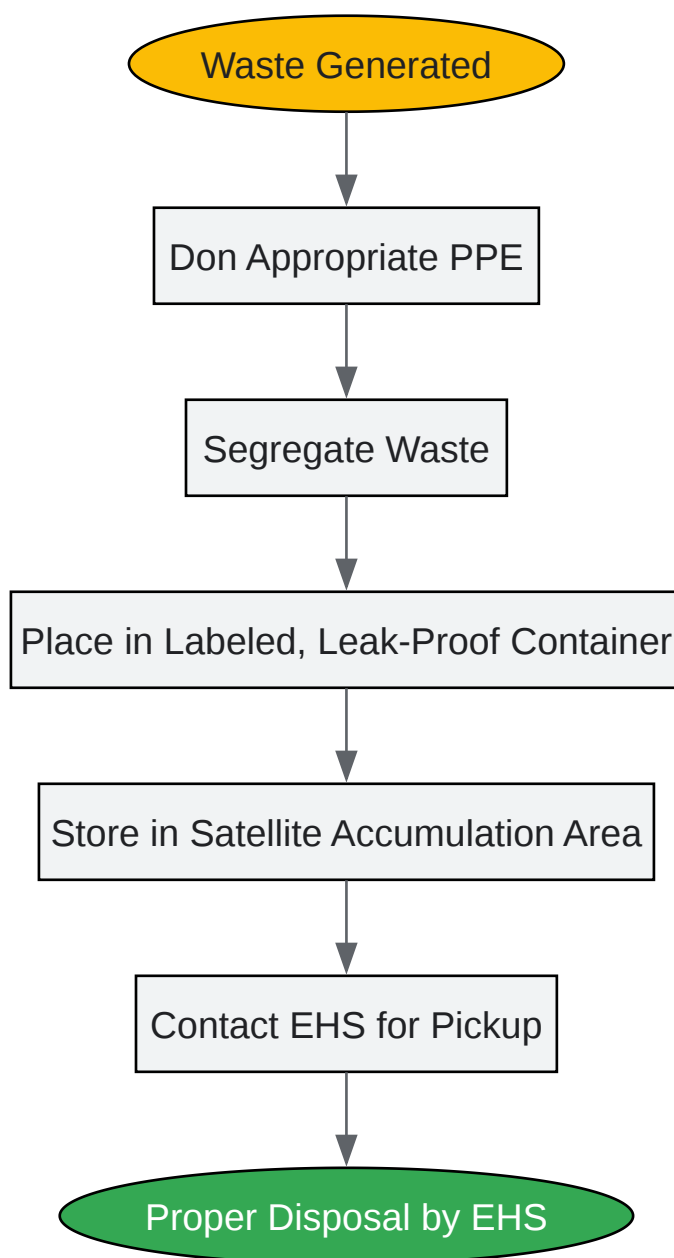 Waste Generated
Don Appropriate PPE
Segregate Waste
Place in Labeled, Leak-Proof Container
Store in Satellite Accumulation Area
Contact EHS for Pickup
Proper Disposal by EHS